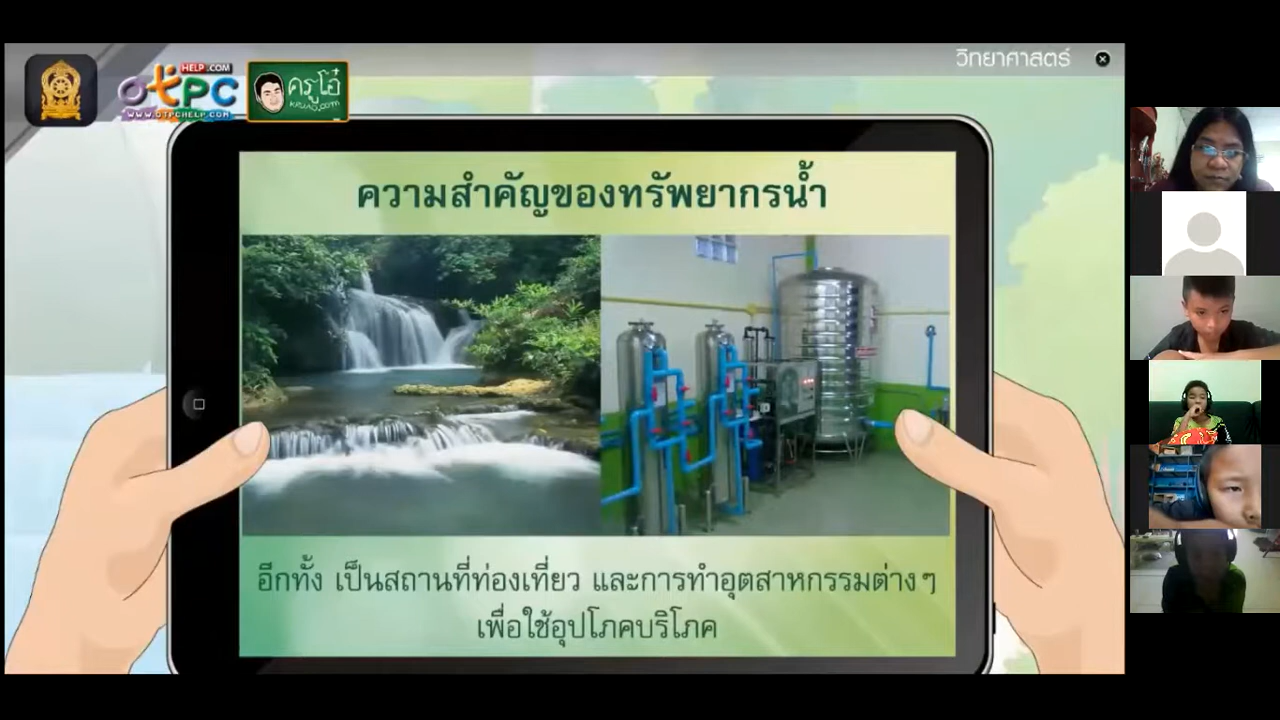 วิทยาศาสตร์
HELP.COM
OTPC
WWW.OTPCHELP.COM
ครูโอ๋
KRUAO.COM
ความสำคัญของทรัพยากรน้ำ
อีกทั้ง เป็นสถานที่ท่องเที่ยว และการทำอุตสาหกรรมต่างๆ
เพื่อใช้อุปโภคบริโภค